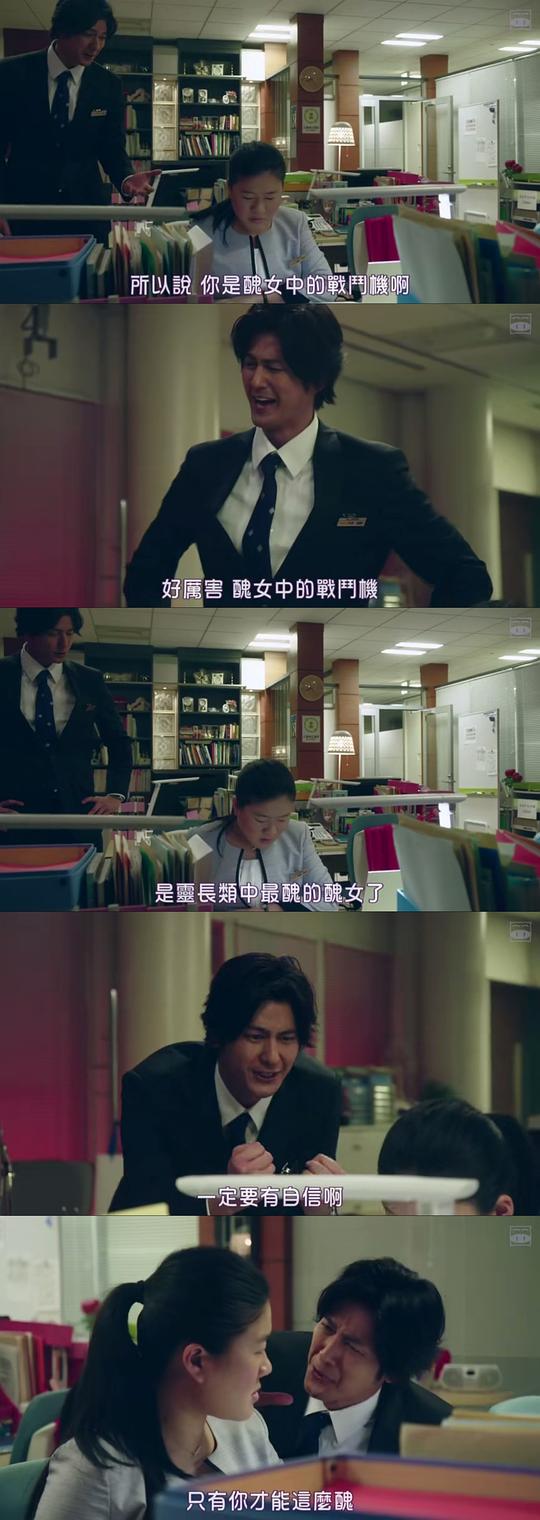 所以說 你是醜女中的戰鬥機啊
好厲害 醜女中的戰鬥機
是靈長類中最醜的醜女了
一定要有自信啊
只有你才能這麼醜